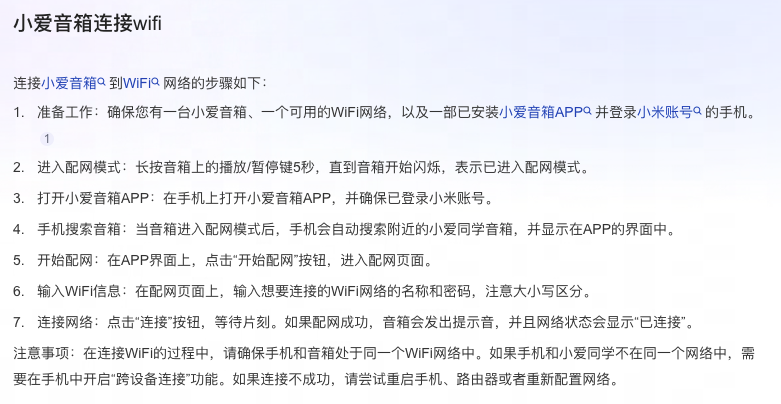 小爱音箱连接wifi
连接小爱音箱 到WiFi 网络的步骤如下：
1. 准备工作：确保您有一台小爱音箱、一个可用的WiFi网络，以及一部已安装小爱音箱APP 并登录小米账号 的手机。
1
2. 进入配网模式：长按音箱上的播放/暂停键5秒，直到音箱开始闪烁，表示已进入配网模式。
3. 打开小爱音箱APP：在手机上打开小爱音箱APP，并确保已登录小米账号。
4. 手机搜索音箱：当音箱进入配网模式后，手机会自动搜索附近的小爱同学音箱，并显示在APP的界面中。
5. 开始配网：在APP界面上，点击“开始配网”按钮，进入配网页面。
6. 输入WiFi信息：在配网页面上，输入想要连接的WiFi网络的名称和密码，注意大小写区分。
7. 连接网络：点击“连接”按钮，等待片刻。如果配网成功，音箱会发出提示音，并且网络状态会显示“已连接”。
注意事项：在连接WiFi的过程中，请确保手机和音箱处于同一个WiFi网络中。如果手机和小爱同学不在同一个网络中，需
要在手机中开启“跨设备连接”功能。如果连接不成功，请尝试重启手机、路由器或者重新配置网络。